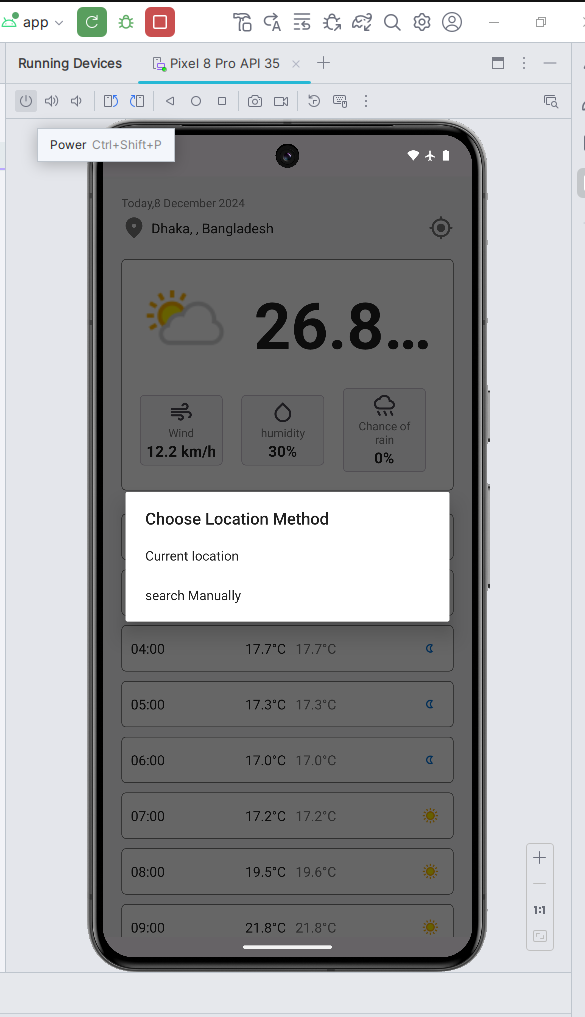 app
Running Devices
Pixel 8 Pro API 35
Power Ctrl+Shift+P
Today,8 December 2024
Dhaka, , Bangladesh
26.8...
Wind
12.2 km/h
humidity
30%
Chance of
rain
0%
Choose Location Method
Current location
search Manually
04:00 17.7°C 17.7°C
05:00 17.3°C 17.3°C
06:00 17.0°C 17.0°C
07:00 17.2°C 17.2°C
08:00 19.5°C 19.6°C
09:00 21.8°C 21.8°C
1:1